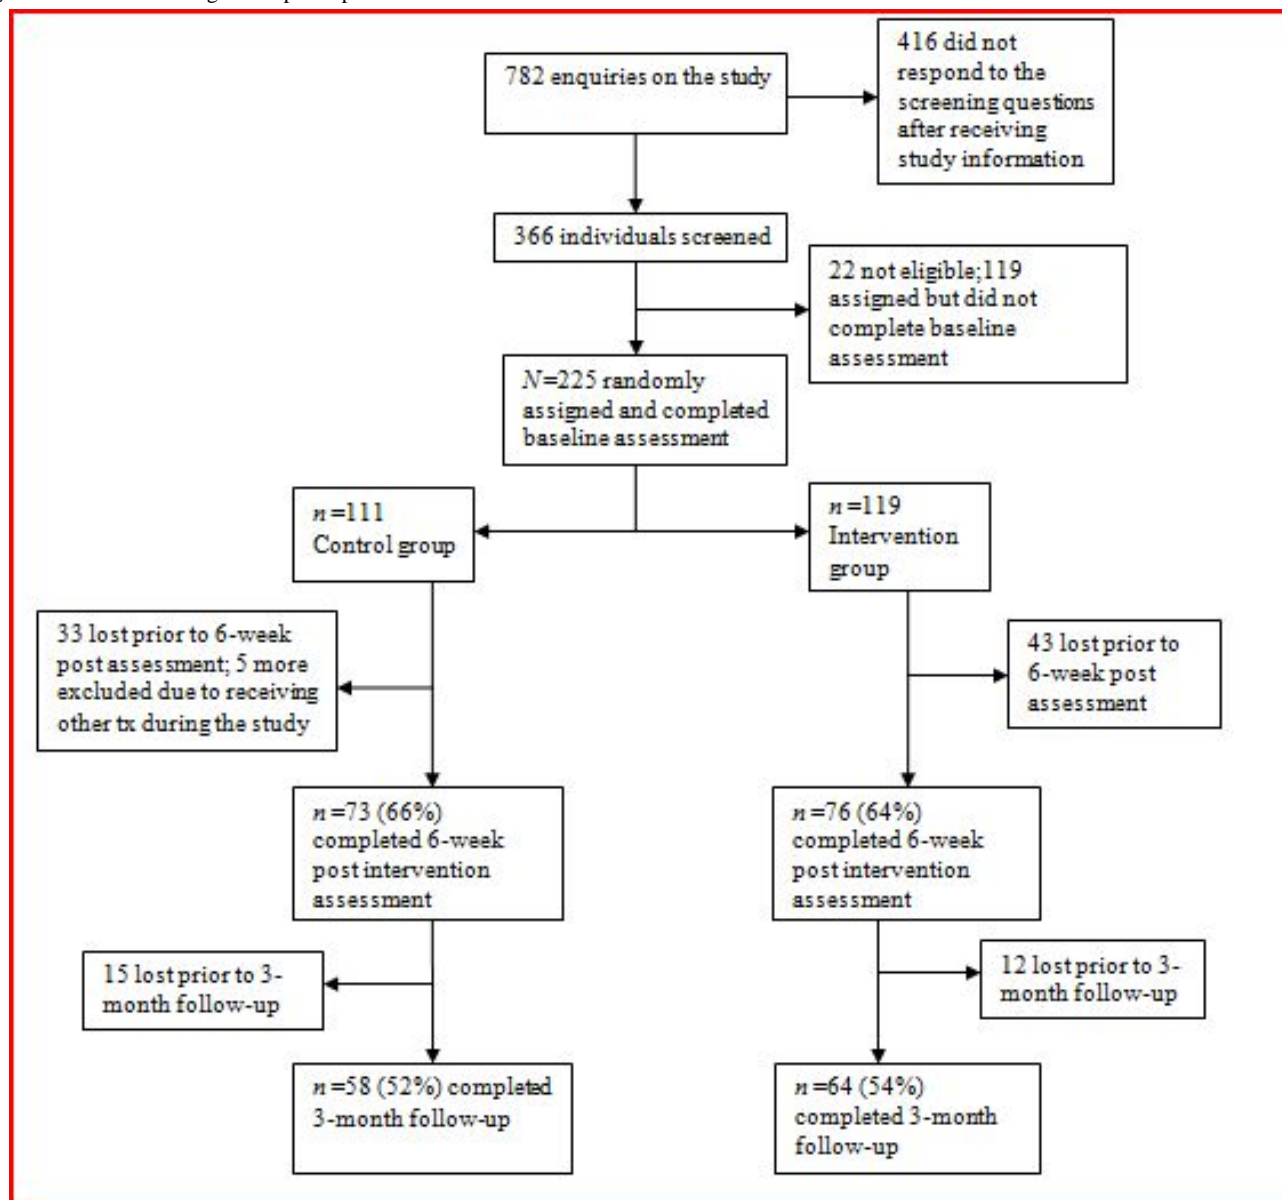 782 enquiries on the study
416 did not
respond to the
screening questions
after receiving
study information
366 individuals screened
22 not eligible;119
assigned but did not
complete baseline
assessment
N=225 randomly
assigned and completed
baseline assessment
n=111
Control group
n=119
Intervention
group
33 lost prior to 6-week
post assessment; 5 more
excluded due to receiving
other tx during the study
43 lost prior to
6-week post
assessment
n=73 (66%)
completed 6-week
post intervention
assessment
n=76 (64%)
completed 6-week
post intervention
assessment
15 lost prior to 3-
month follow-up
12 lost prior to 3-
month follow-up
n=58 (52%) completed
3-month follow-up
n=64 (54%)
completed 3-month
follow-up